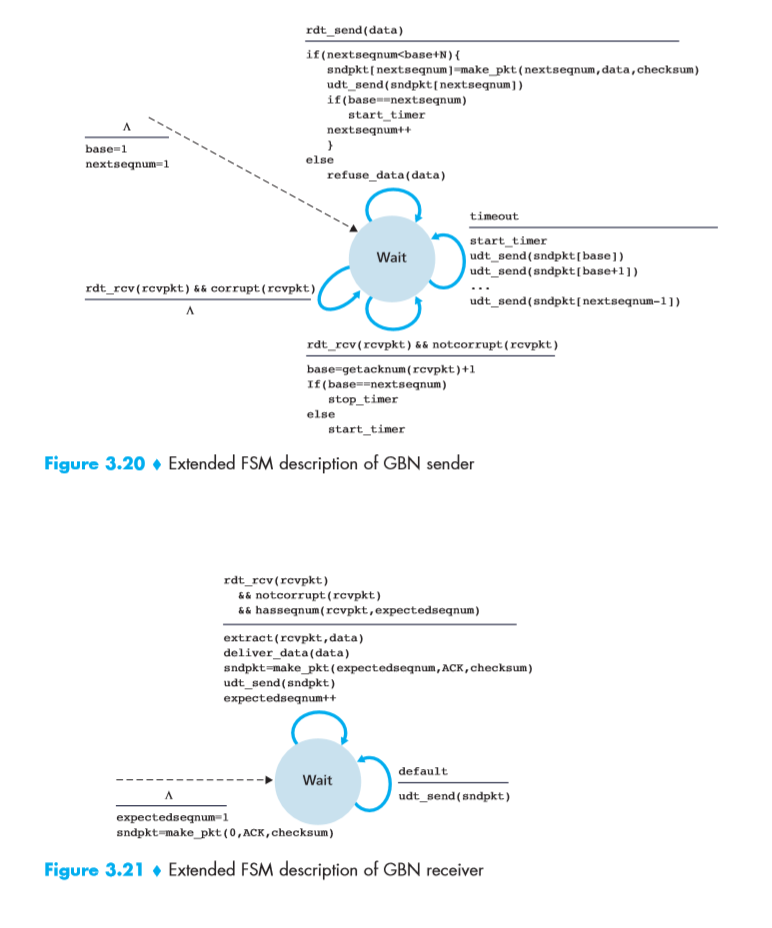 rdt_send(data)
if(nextseqnum<base+N){
sndpkt[nextseqnum]=make_pkt(nextseqnum,data,checksum)
udt_send(sndpkt[nextseqnum])
if(base==nextseqnum)
start_timer
nextseqnum++
}
else
refuse_data(data)
Λ
base=1
nextseqnum=1
timeout
start_timer
udt_send(sndpkt[base])
udt_send(sndpkt[base+1])
...
udt_send(sndpkt[nextseqnum-1])
Wait
rdt_rcv(rcvpkt) && corrupt(rcvpkt)
Λ
rdt_rcv(rcvpkt) && notcorrupt(rcvpkt)
base=getacknum(rcvpkt)+1
If(base==nextseqnum)
stop_timer
else
start_timer
Figure 3.20 ♦ Extended FSM description of GBN sender
rdt_rcv(rcvpkt)
&& notcorrupt(rcvpkt)
&& hasseqnum(rcvpkt,expectedseqnum)
extract(rcvpkt,data)
deliver_data(data)
sndpkt=make_pkt(expectedseqnum,ACK,checksum)
udt_send(sndpkt)
expectedseqnum++
Wait
default
udt_send(sndpkt)
Λ
expectedseqnum=1
sndpkt=make_pkt(0,ACK,checksum)
Figure 3.21 ♦ Extended FSM description of GBN receiver